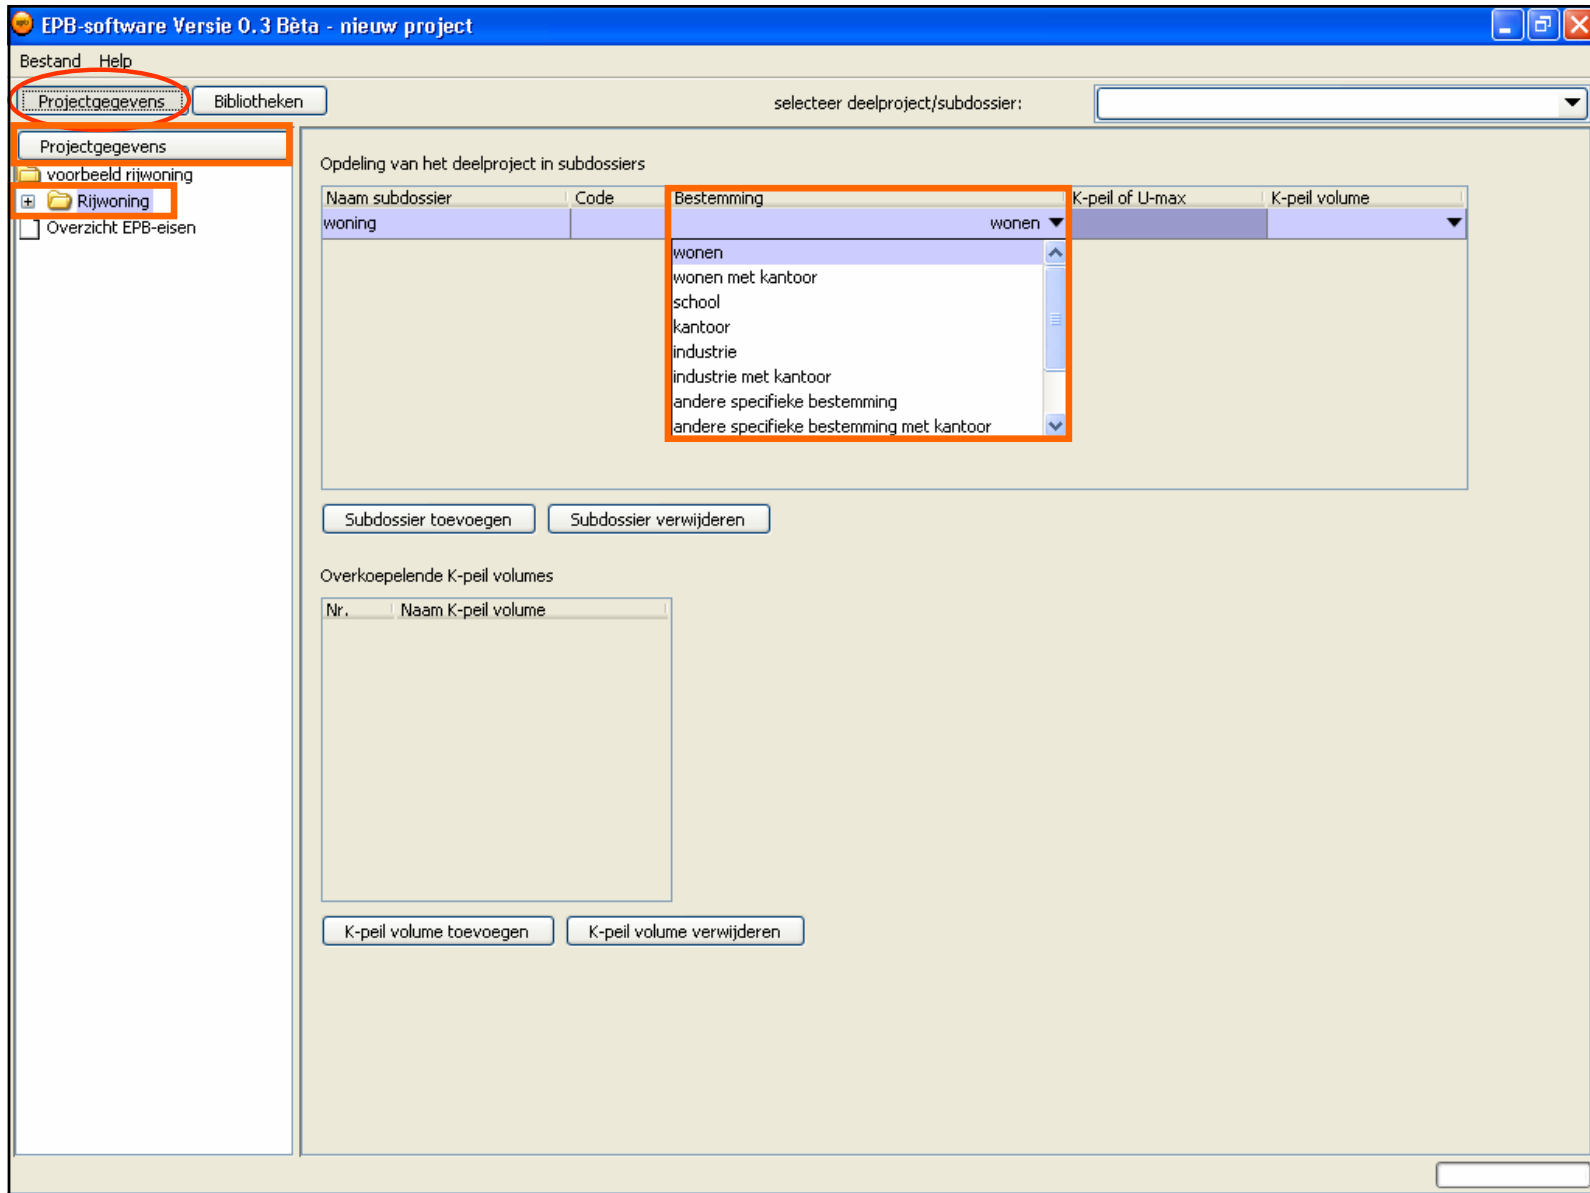 EPB-software Versie 0.3 Bèta - nieuw project
Bestand Help
Projectgegevens Bibliotheken selecteer deelproject/subdossier:
Projectgegevens
voorbeeld rijwoning
Rijwoning
Overzicht EPB-eisen
Opdeling van het deelproject in subdossiers
Naam subdossier Code Bestemming K-peil of U-max K-peil volume
woning wonen
wonen
wonen met kantoor
school
kantoor
industrie
industrie met kantoor
andere specifieke bestemming
andere specifieke bestemming met kantoor
Subdossier toevoegen Subdossier verwijderen
Overkoepelende K-peil volumes
Nr. Naam K-peil volume
K-peil volume toevoegen K-peil volume verwijderen